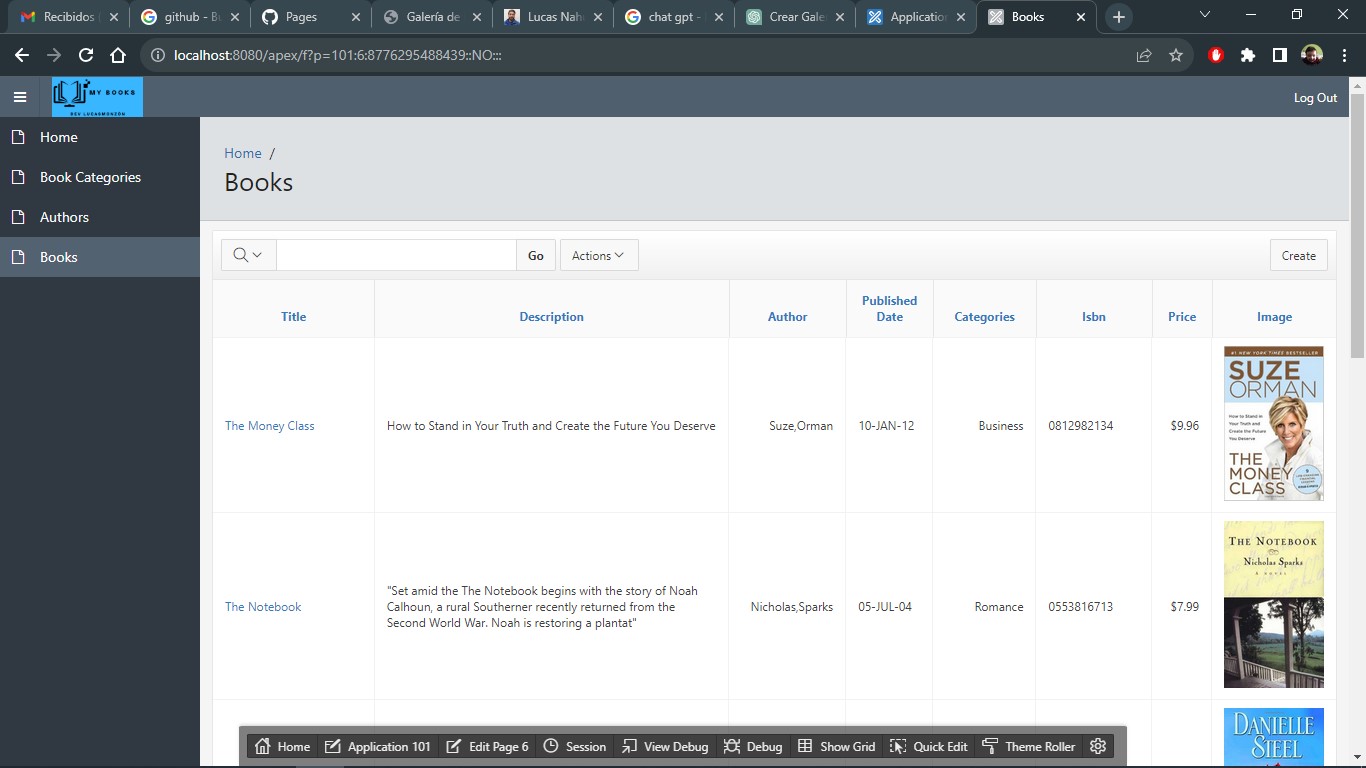 Recibidos
github - Bu
Pages
Galería de
Lucas Nah
chat gpt -
Crear Gale
Application
Books
localhost:8080/apex/f?p=101:6:8776295488439::NO:::
MY BOOKS
DEV LUCASMONZÓN
Log Out
Home
Book Categories
Authors
Books
Home /
Books
Go
Actions
Create
Title Description Author Published Date Categories Isbn Price Image
The Money Class How to Stand in Your Truth and Create the Future You Deserve Suze,Orman 10-JAN-12 Business 0812982134 $9.96
#1 NEW YORK TIMES BESTSELLER
SUZE
ORMAN
How to Stand in
Your Truth and
Create the Future
You Deserve
THE
MONEY
CLASS
The Notebook
"Set amid the The Notebook begins with the story of Noah
Calhoun, a rural Southerner recently returned from the
Second World War. Noah is restoring a plantat"
Nicholas,Sparks 05-JUL-04 Romance 0553816713 $7.99
THE NOTEBOOK
Nicholas Sparks
A NOVEL
DANIELLE
STEEL
Home Application 101 Edit Page 6 Session View Debug Debug Show Grid Quick Edit Theme Roller